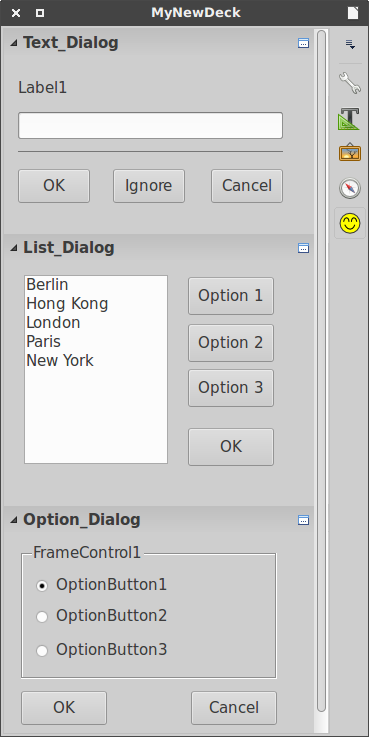 MyNewDeck
Text_Dialog
Label1
OK Ignore Cancel
List_Dialog
Berlin
Hong Kong
London
Paris
New York
Option 1
Option 2
Option 3
OK
Option_Dialog
FrameControl1
OptionButton1
OptionButton2
OptionButton3
OK Cancel